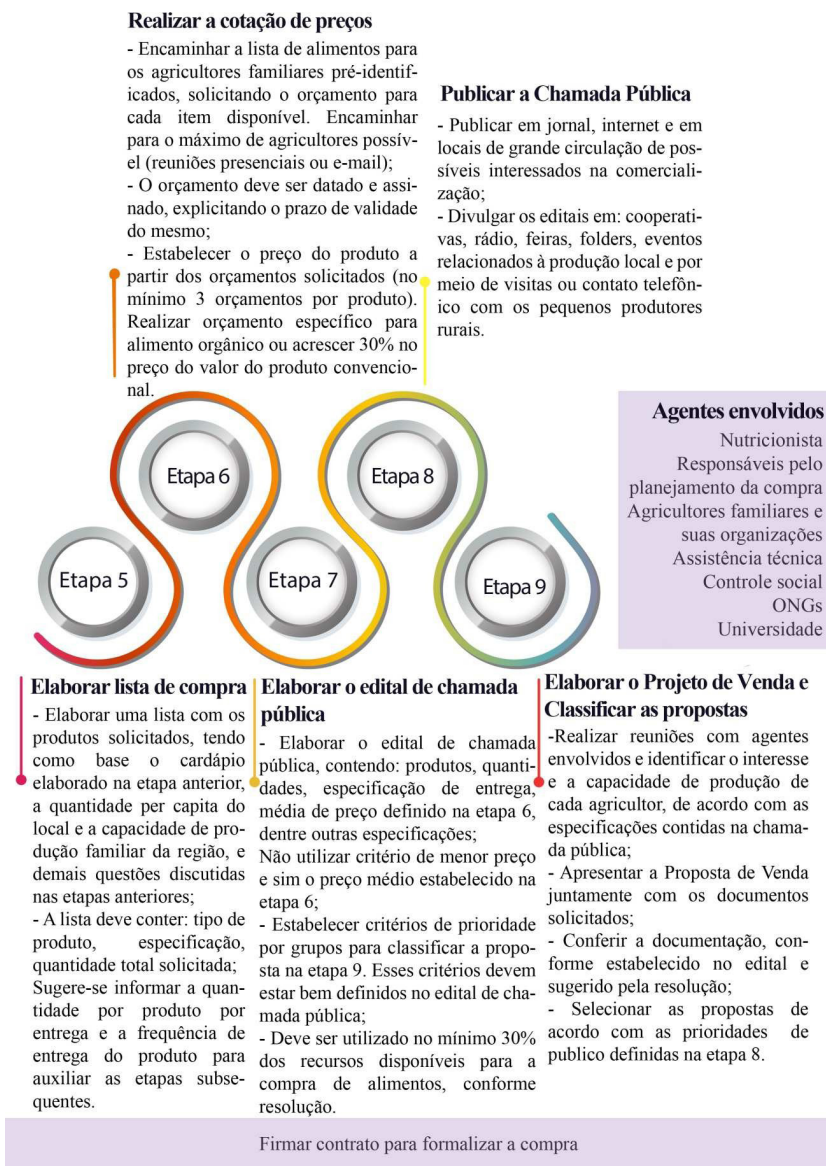 Realizar a cotação de preços
- Encaminhar a lista de alimentos para
os agricultores familiares pré-identif-
icados, solicitando o orçamento para
cada item disponível. Encaminhar
para o máximo de agricultores possív-
el (reuniões presenciais ou e-mail);
- O orçamento deve ser datado e assi-
nado, explicitando o prazo de validade
do mesmo;
- Estabelecer o preço do produto a
partir dos orçamentos solicitados (no
mínimo 3 orçamentos por produto).
Realizar orçamento específico para
alimento orgânico ou acrescer 30% no
preço do valor do produto convencio-
nal.
Publicar a Chamada Pública
- Publicar em jornal, internet e em
locais de grande circulação de pos-
síveis interessados na comerciali-
zação;
- Divulgar os editais em: cooperati-
vas, rádio, feiras, folders, eventos
relacionados à produção local e por
meio de visitas ou contato telefôn-
ico com os pequenos produtores
rurais.
Agentes envolvidos
Nutricionista
Responsáveis pelo
planejamento da compra
Agricultores familiares e
suas organizações
Assistência técnica
Controle social
ONGs
Universidade
Etapa 5
Etapa 6
Etapa 7
Etapa 8
Etapa 9
Elaborar lista de compra
- Elaborar uma lista com os
produtos solicitados, tendo
como base o cardápio
elaborado na etapa anterior,
a quantidade per capita do
local e a capacidade de pro-
dução familiar da região, e
demais questões discutidas
nas etapas anteriores;
- A lista deve conter: tipo de
produto, especificação,
quantidade total solicitada;
Sugere-se informar a quan-
tidade por produto por
entrega e a frequência de
entrega do produto para
auxiliar as etapas subse-
quentes.
Elaborar o edital de chamada
pública
- Elaborar o edital de chamada
pública, contendo: produtos, quanti-
dades, especificação de entrega,
média de preço definido na etapa 6,
dentre outras especificações;
Não utilizar critério de menor preço
e sim o preço médio estabelecido na
etapa 6;
- Estabelecer critérios de prioridade
por grupos para classificar a propo-
sta na etapa 9. Esses critérios devem
estar bem definidos no edital de cha-
mada pública;
- Deve ser utilizado no mínimo 30%
dos recursos disponíveis para a
compra de alimentos, conforme
resolução.
Elaborar o Projeto de Venda e
Classificar as propostas
-Realizar reuniões com agentes
envolvidos e identificar o interesse
e a capacidade de produção de
cada agricultor, de acordo com as
especificações contidas na chama-
da pública;
- Apresentar a Proposta de Venda
juntamente com os documentos
solicitados;
- Conferir a documentação, con-
forme estabelecido no edital e
sugerido pela resolução;
- Selecionar as propostas de
acordo com as prioridades de
publico definidas na etapa 8.
Firmar contrato para formalizar a compra